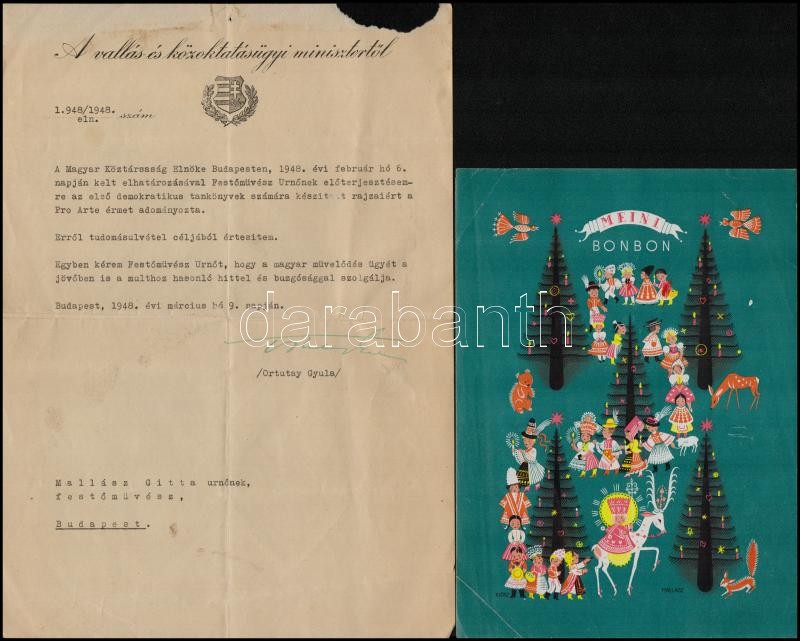 A vallás és közoktatásügyi minisztertől
1.948/1948. szám
eln.
A Magyar Köztársaság Elnöke Budapesten, 1948. évi február hó 6.
napján kelt elhatározásával Festőművész Urnőnek előterjesztésem-
re az első demokratikus tankönyvek számára készített rajzaiért a
Pro Arte érmet adományozta.
Erről tudomásulvétel céljából értesitem.
Egyben kérem Festőművész Urnőt, hogy a magyar művelődés ügyét a
jövőben is a multhoz hasonló hittel és buzgósággal szolgálja.
Budapest, 1948. évi március hó 9. napján.
/Ortutay Gyula/
Mallász Gitta urnőnek,
festőművész,
Budapest.
MEINL
BONBON
MALLÁSZ
darabanth